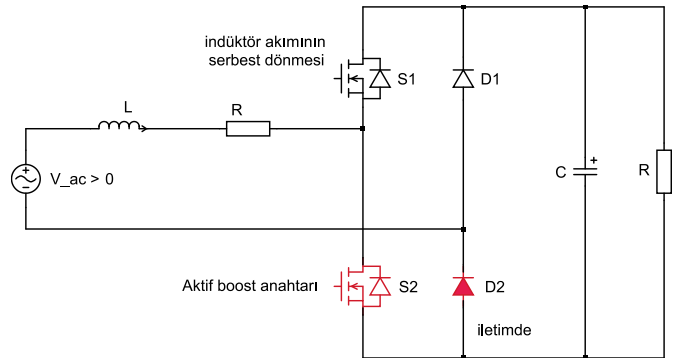 indüktör akımının
serbest dönmesi
S1
D1
L
R
V_ac > 0
C
+
R
Aktif boost anahtarı
S2
D2
iletimde